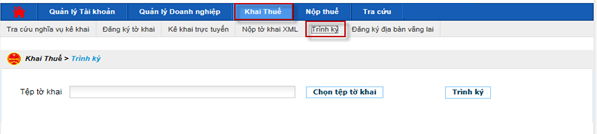 Quản lý Tài khoản Quản lý Doanh nghiệp Khai Thuế Nộp thuế Tra cứu
Tra cứu nghĩa vụ kê khai Đăng ký tờ khai Kê khai trực tuyến Nộp tờ khai XML Trình ký Đăng ký địa bàn vãng lai
Khai Thuế > Trình ký
Tệp tờ khai Chọn tệp tờ khai Trình ký